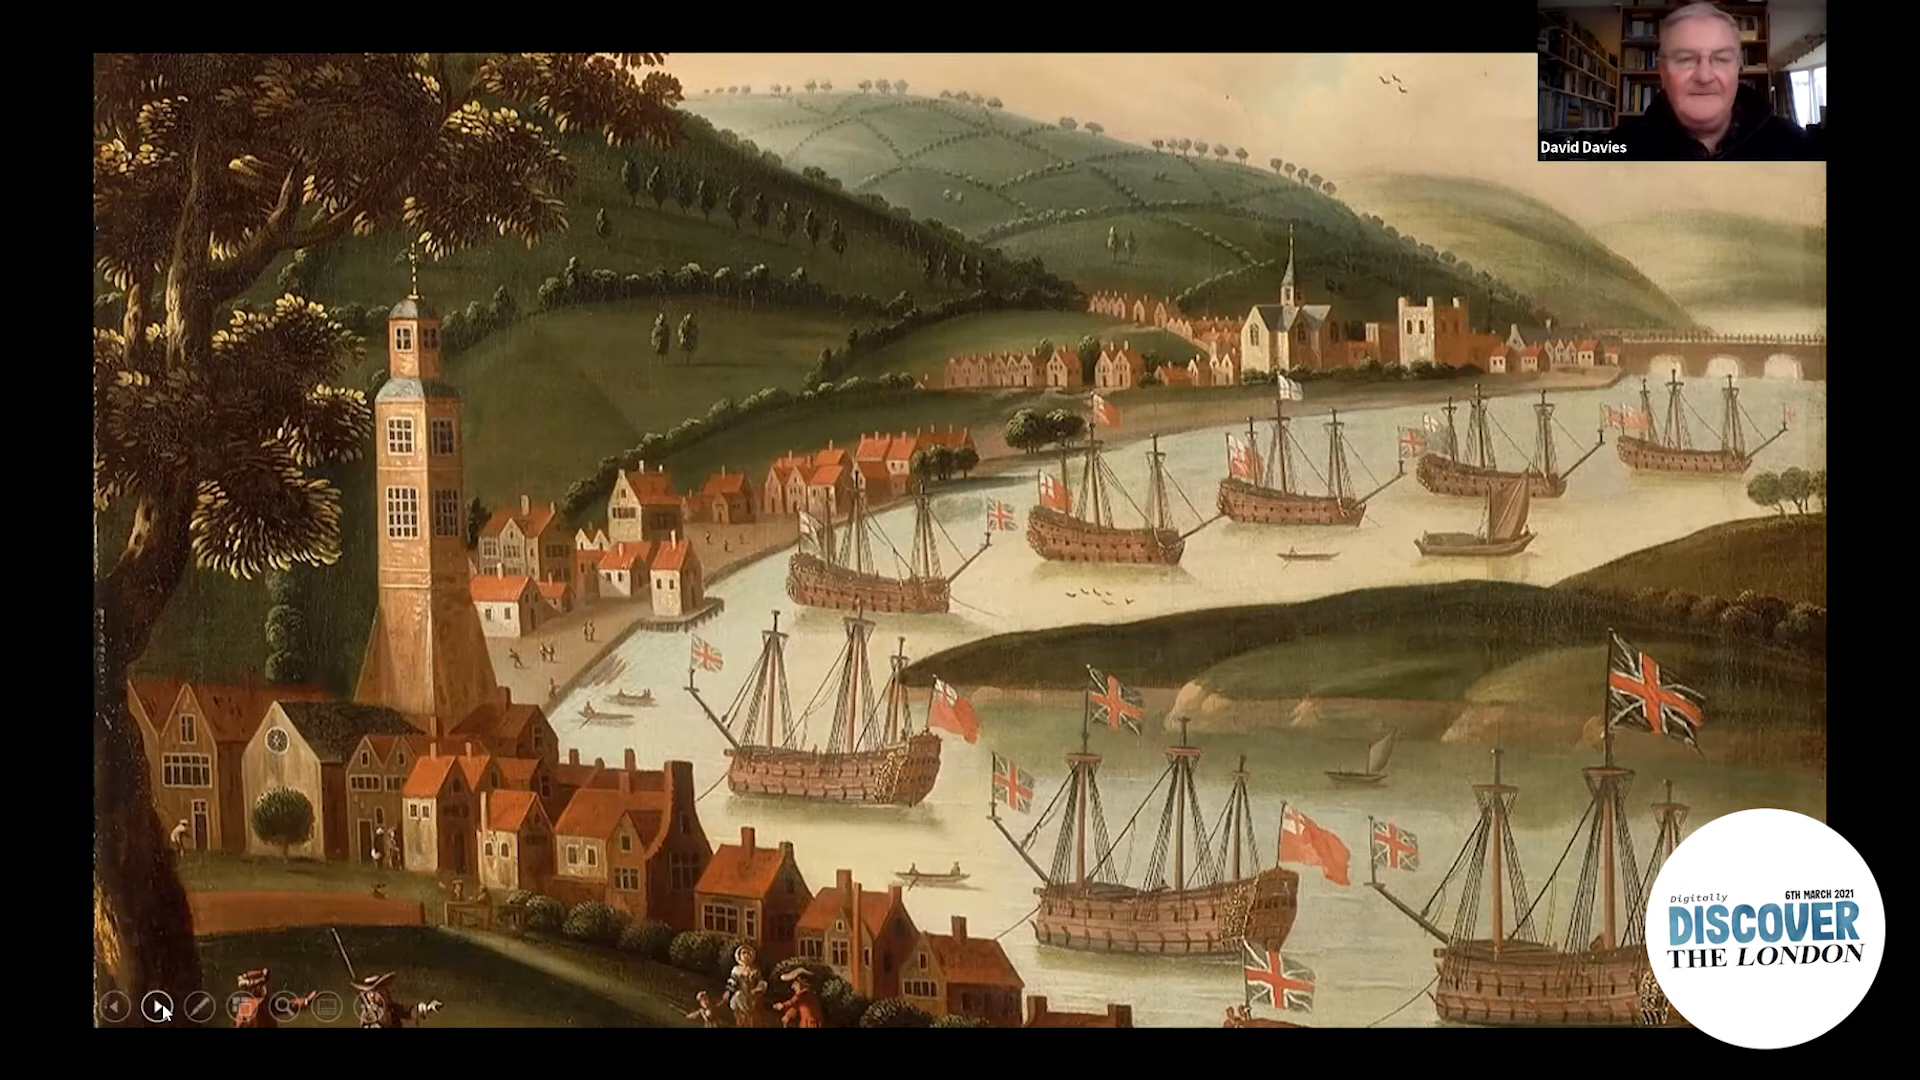 David Davies
Digitally
6TH MARCH 2021
DISCOVER
THE LONDON